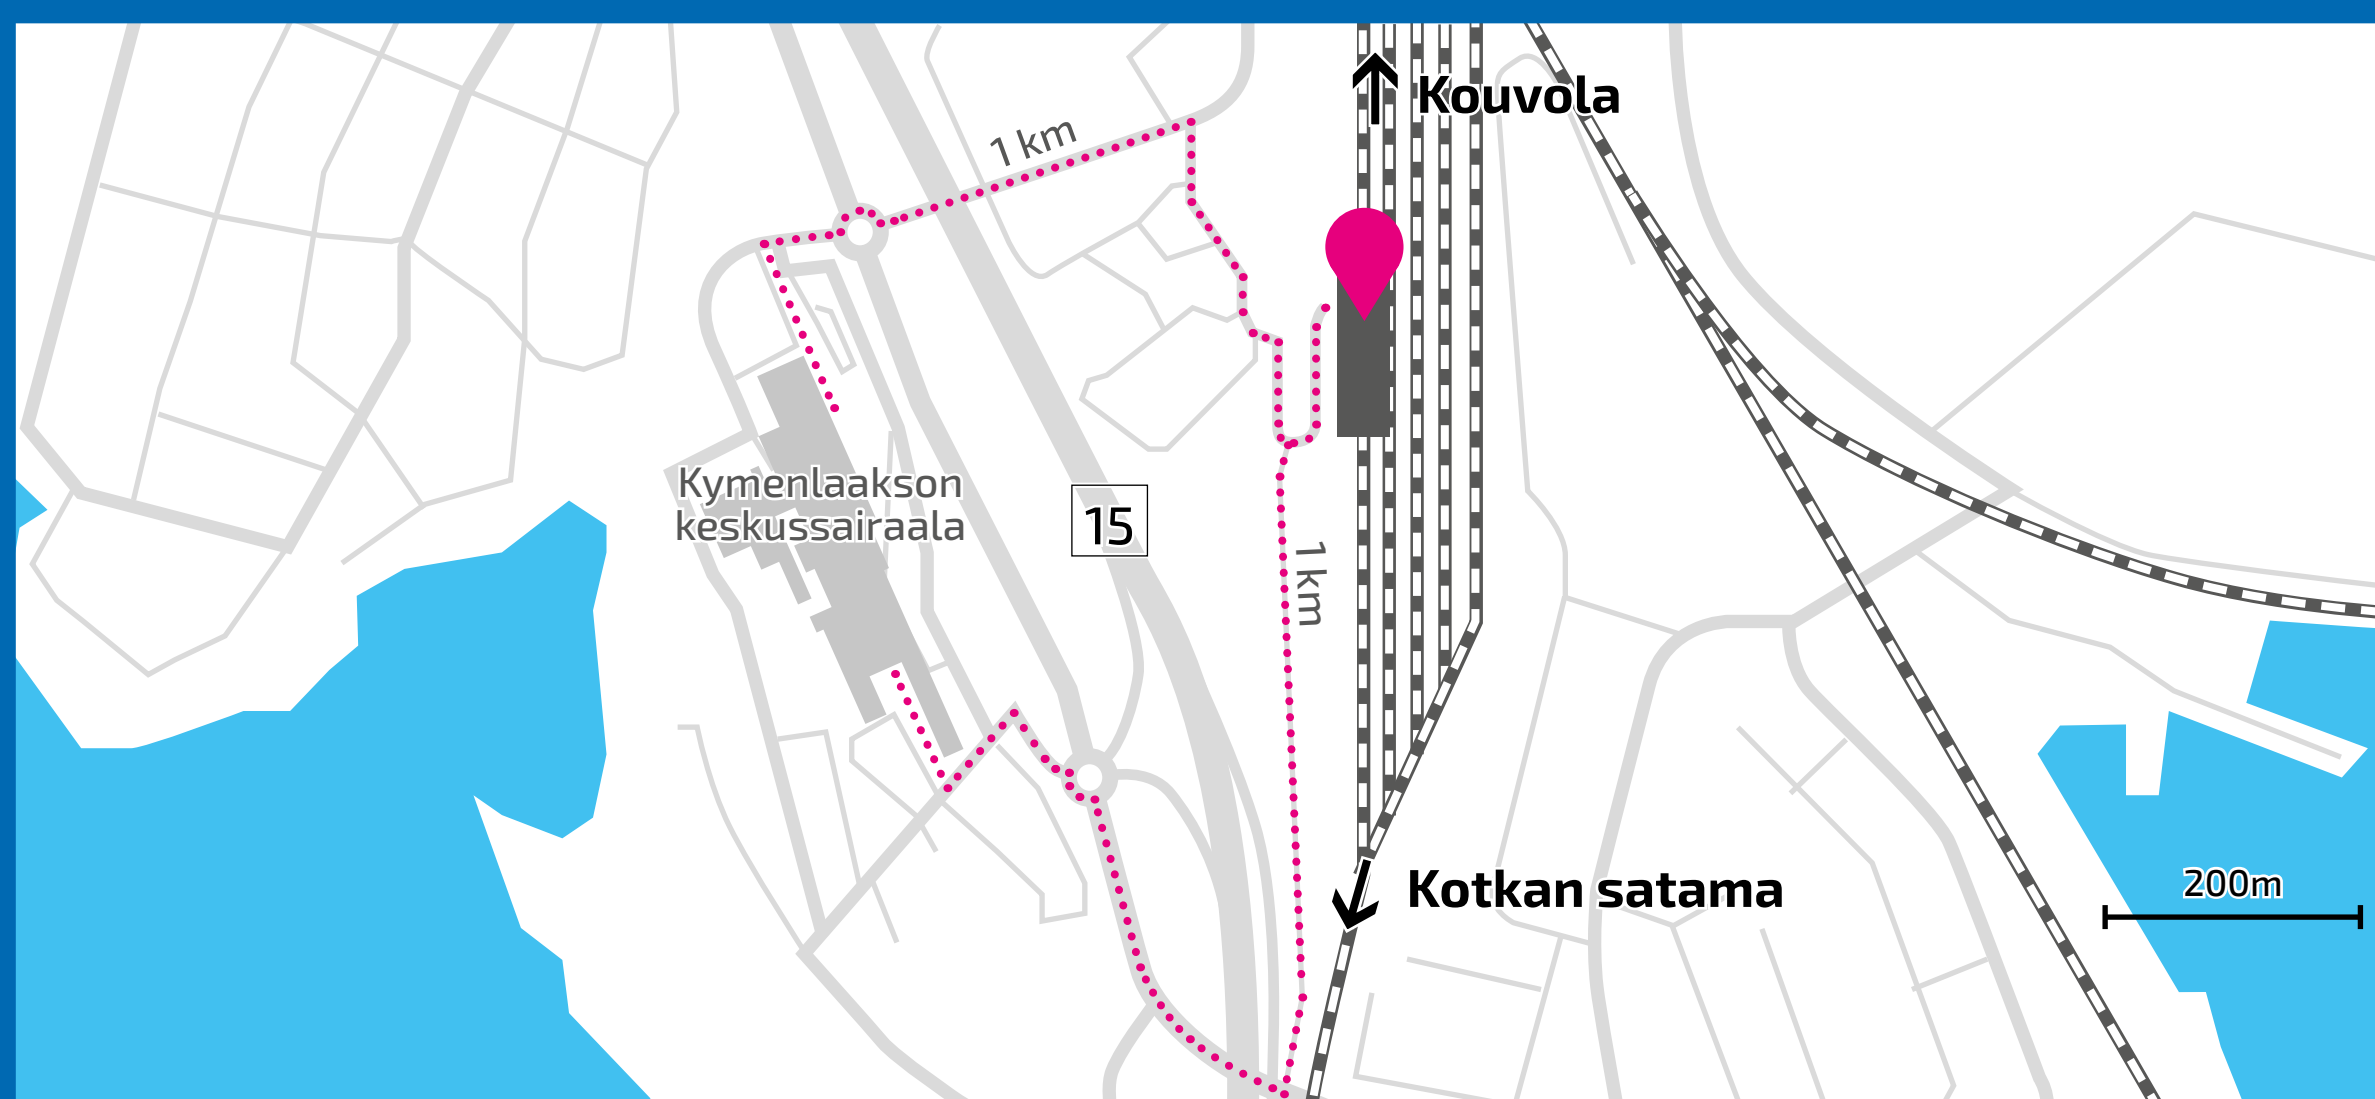 Kouvola
1 km
Kymenlaakson
keskussairaala
15
1 km
Kotkan satama
200m